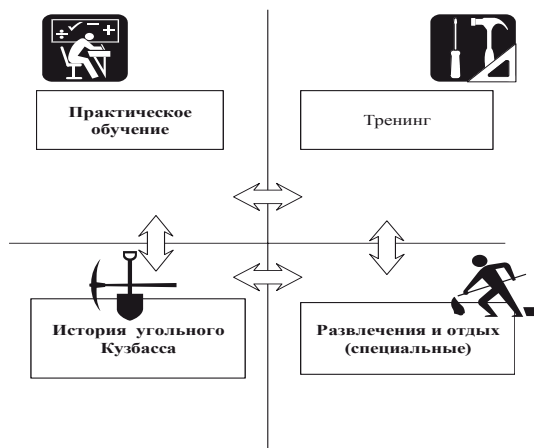 Практическое
обучение
Тренинг
История угольного
Кузбасса
Развлечения и отдых
(специальные)